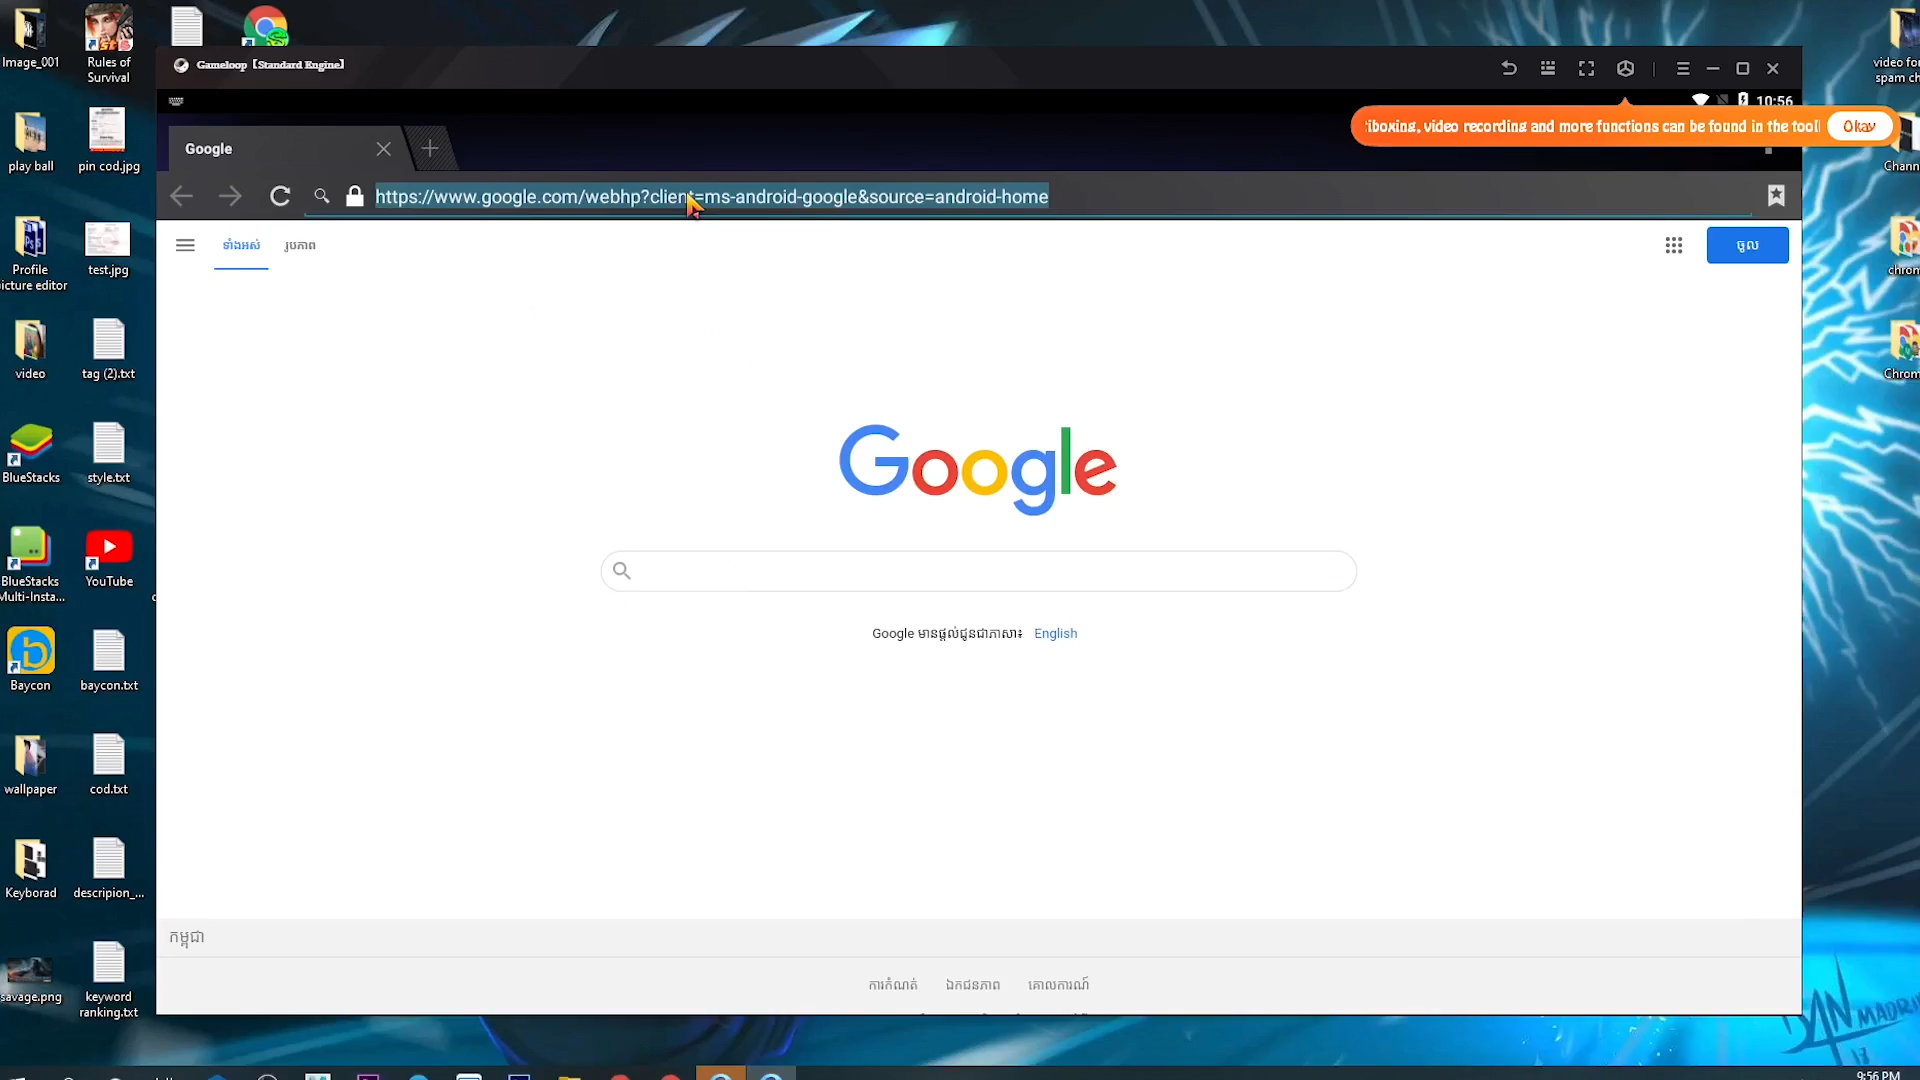 Image_001
Rules of
Survival
play ball
pin cod.jpg
Profile
icture editor
test.jpg
video
tag (2).txt
BlueStacks
style.txt
BlueStacks
Multi-Insta...
YouTube
Baycon
baycon.txt
wallpaper
cod.txt
Keyborad
descripion_...
savage.png
keyword
ranking.txt
Gameloop [Standard Engine]
10:56
iboxing, video recording and more functions can be found in the tool
Okay
Google
https://www.google.com/webhp?client=ms-android-google&source=android-home
ទាំងអស់
រូបភាព
ចូល
Google
Google មានផ្តល់ជូនជាភាសា៖ English
កម្ពុជា
ការកំណត់
ឯកជនភាព
គោលការណ៍
video for
spam ch
Chann
chron
Chrom
DAN MADRI
13
9:56 PM